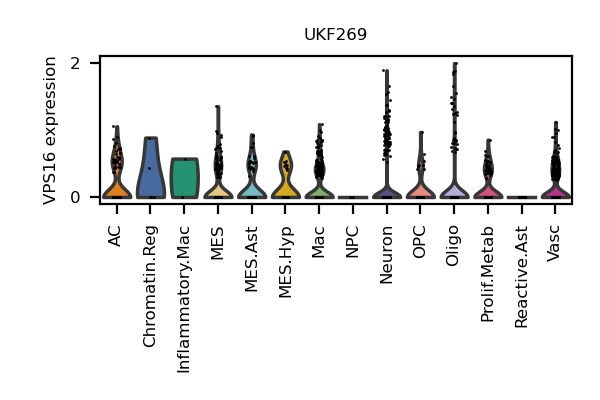 UKF269
VPS16 expression
2
0
AC
Chromatin.Reg
Inflammatory.Mac
MES
MES.Ast
MES.Hyp
Mac
NPC
Neuron
OPC
Oligo
Prolif.Metab
Reactive.Ast
Vasc